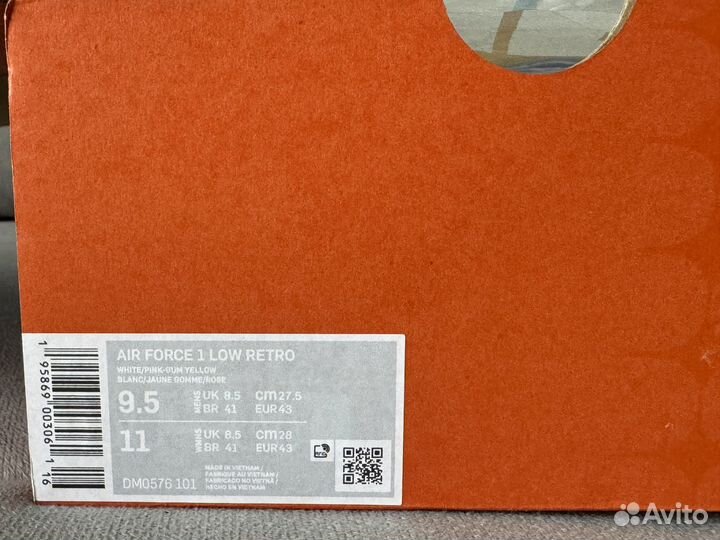 AIR FORCE 1 LOW RETRO
WHITE/PINK-GUM YELLOW
BLANC/JAUNE GOMME/ROSE
9.5 MENS UK 8.5 cm 27.5
BR 41 EUR 43
11 WMNS UK 8.5 cm 28
BR 41 EUR 43
MADE IN VIETNAM /
FABRIQUE AU VIETNAM /
FABRICADO NO VIETNÃ /
HECHO EN VIETNAM
DM0576 101
1 95869 00306 1 16
Avito